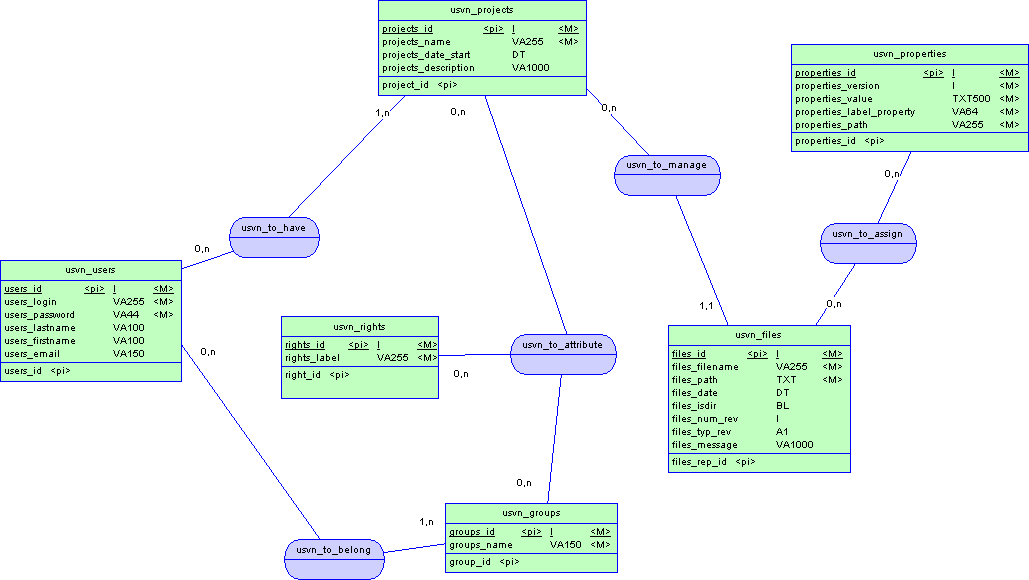 usvn_projects
projects_id <pi> I <M>
projects_name VA255 <M>
projects_date_start DT
projects_description VA1000
project_id <pi>
usvn_properties
properties_id <pi> I <M>
properties_version I <M>
properties_value TXT500 <M>
properties_label_property VA64 <M>
properties_path VA255 <M>
properties_id <pi>
1,n
0,n
0,n
usvn_to_manage
0,n
usvn_to_have
usvn_to_assign
0,n
usvn_users
users_id <pi> I <M>
users_login VA255 <M>
users_password VA44 <M>
users_lastname VA100
users_firstname VA100
users_email VA150
users_id <pi>
0,n
1,1
0,n
usvn_rights
rights_id <pi> I <M>
rights_label VA255 <M>
right_id <pi>
usvn_to_attribute
0,n
usvn_files
files_id <pi> I <M>
files_filename VA255 <M>
files_path TXT <M>
files_date DT
files_isdir BL
files_num_rev I
files_typ_rev A1
files_message VA1000
files_rep_id <pi>
0,n
1,n
usvn_groups
groups_id <pi> I <M>
groups_name VA150 <M>
group_id <pi>
usvn_to_belong